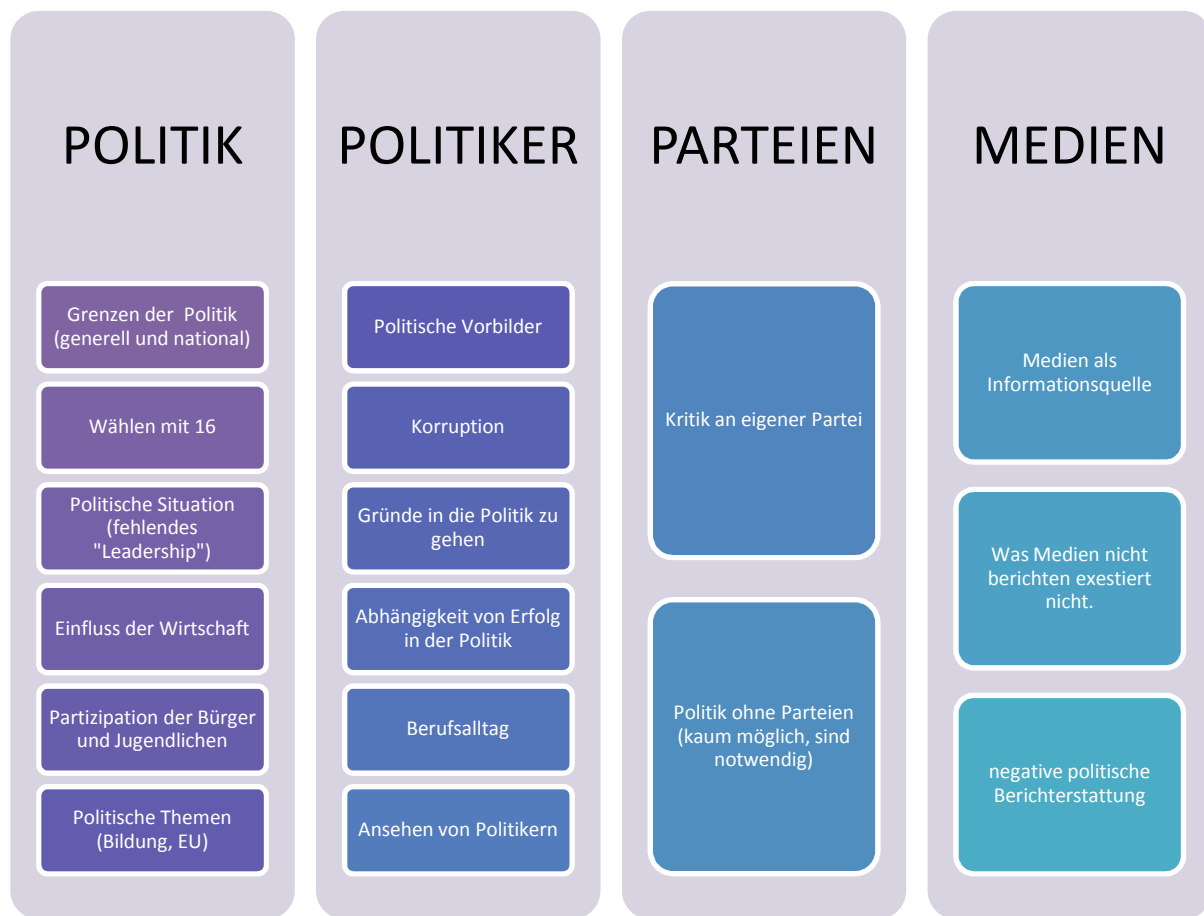 POLITIK
Grenzen der Politik
(generell und national)
Wählen mit 16
Politische Situation
(fehlendes
"Leadership")
Einfluss der Wirtschaft
Partizipation der Bürger
und Jugendlichen
Politische Themen
(Bildung, EU)
POLITIKER
Politische Vorbilder
Korruption
Gründe in die Politik zu
gehen
Abhängigkeit von Erfolg
in der Politik
Berufsalltag
Ansehen von Politikern
PARTEIEN
Kritik an eigener Partei
Politik ohne Parteien
(kaum möglich, sind
notwendig)
MEDIEN
Medien als
Informationsquelle
Was Medien nicht
berichten exestiert
nicht.
negative politische
Berichterstattung